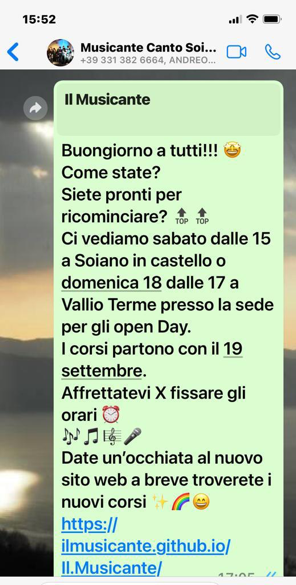 15:52
Musicante Canto Soi...
+39 331 382 6664, ANDREO...
Il Musicante
Buongiorno a tutti!!! 🤩
Come state?
Siete pronti per
ricominciare? 🔝 🔝
Ci vediamo sabato dalle 15
a Soiano in castello o
domenica 18 dalle 17 a
Vallio Terme presso la sede
per gli open Day.
I corsi partono con il 19
settembre.
Affrettatevi X fissare gli
orari ⏰
🎶🎵🎼🎤
Date un'occhiata al nuovo
sito web a breve troverete i
nuovi corsi ✨🌈😄
https://
ilmusicante.github.io/
Il.Musicante/